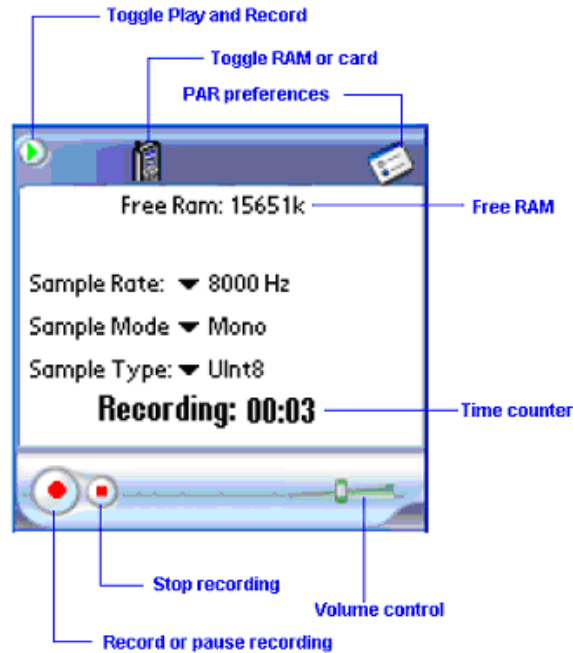 Toggle Play and Record
Toggle RAM or card
PAR preferences
Free Ram: 15651k
Free RAM
Sample Rate: 8000 Hz
Sample Mode Mono
Sample Type: UInt8
Recording: 00:03
Time counter
Stop recording
Volume control
Record or pause recording